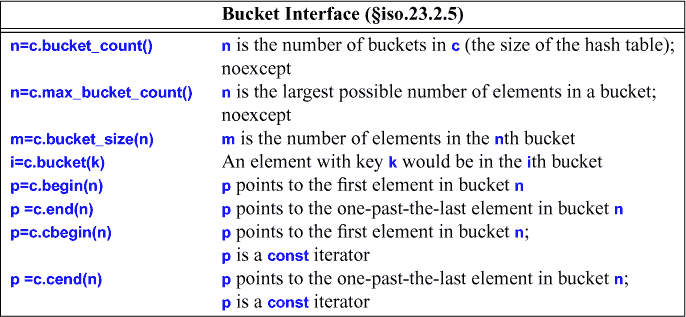 Bucket Interface (§iso.23.2.5)
n=c.bucket_count() n is the number of buckets in c (the size of the hash table);
noexcept
n=c.max_bucket_count() n is the largest possible number of elements in a bucket;
noexcept
m=c.bucket_size(n) m is the number of elements in the nth bucket
i=c.bucket(k) An element with key k would be in the ith bucket
p=c.begin(n) p points to the first element in bucket n
p =c.end(n) p points to the one-past-the-last element in bucket n
p=c.cbegin(n) p points to the first element in bucket n;
p is a const iterator
p =c.cend(n) p points to the one-past-the-last element in bucket n;
p is a const iterator